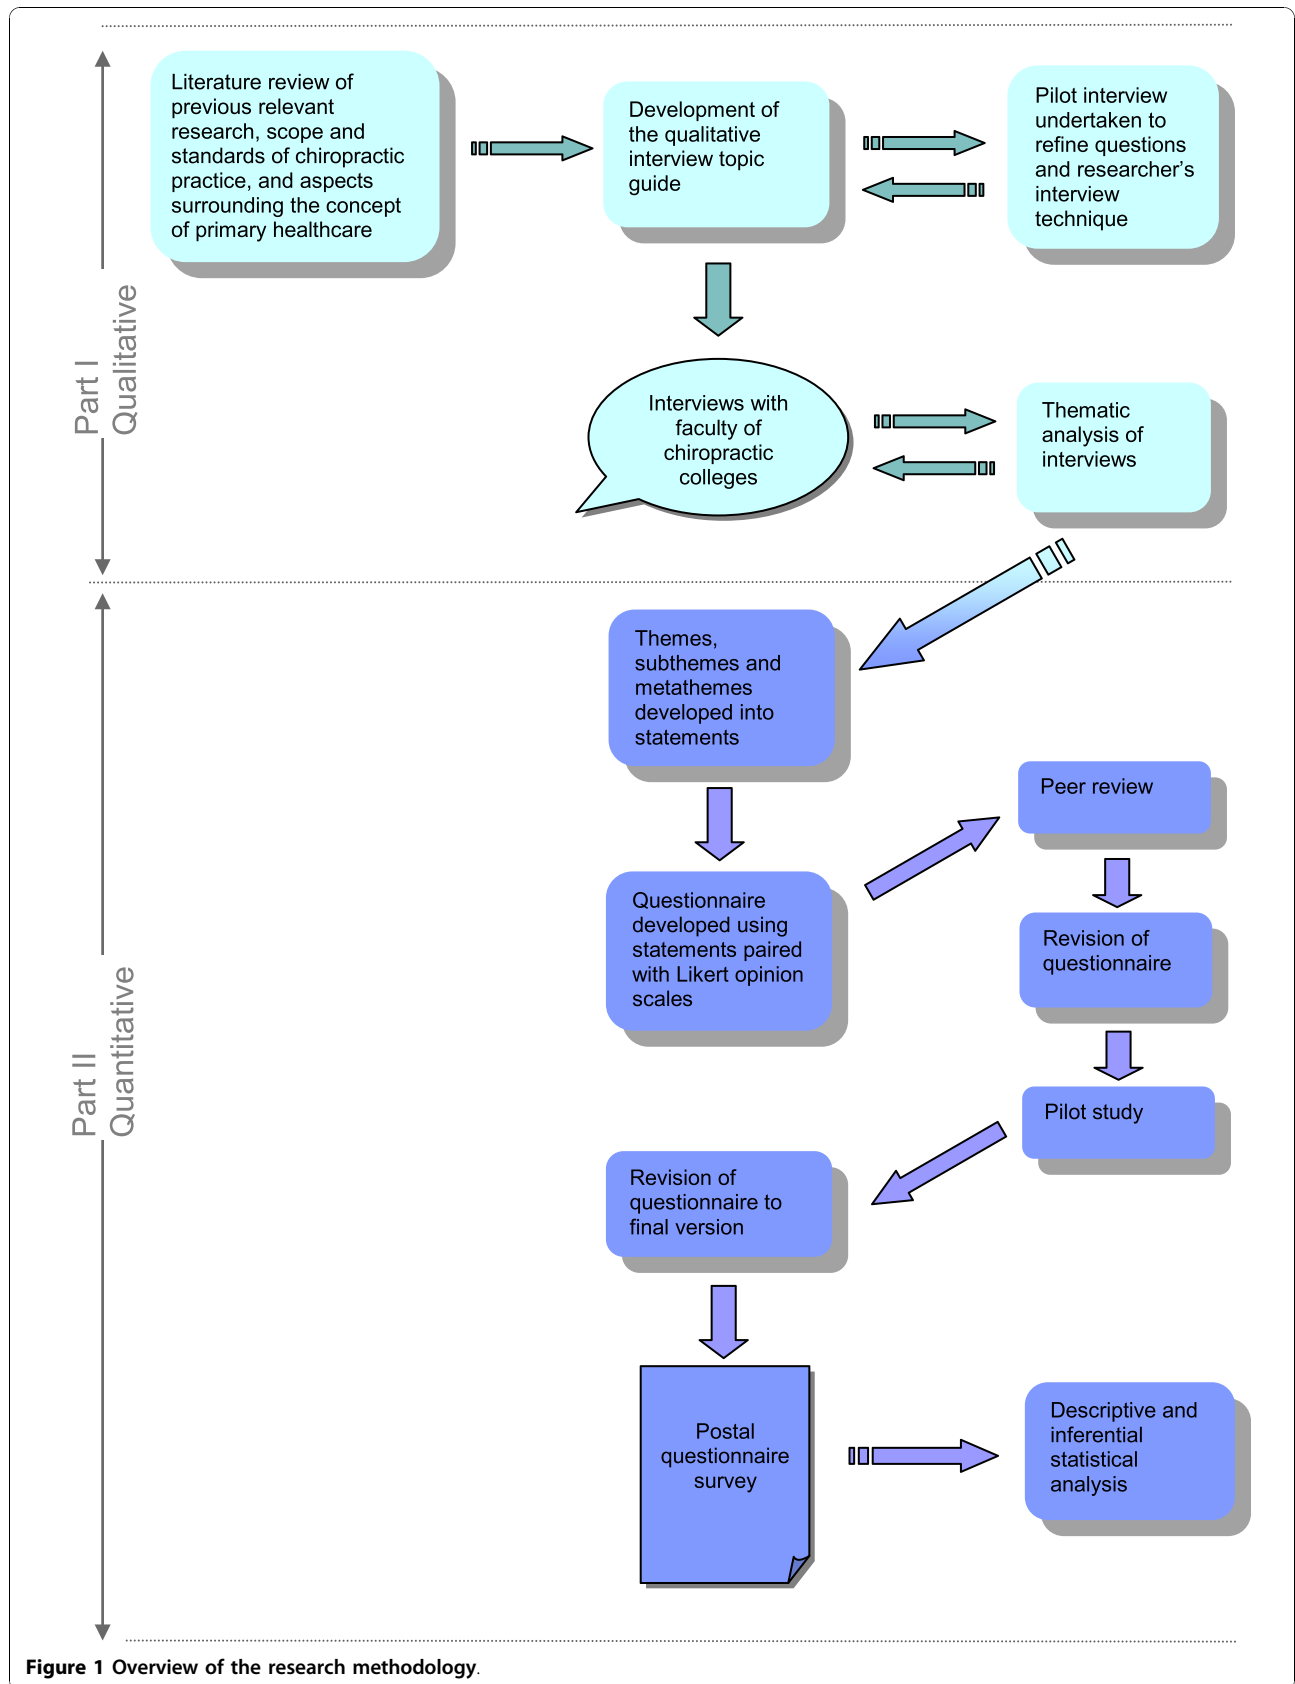 Part I
Qualitative
Literature review of
previous relevant
research, scope and
standards of chiropractic
practice, and aspects
surrounding the concept
of primary healthcare
Development of
the qualitative
interview topic
guide
Pilot interview
undertaken to
refine questions
and researcher's
interview
technique
Interviews with
faculty of
chiropractic
colleges
Thematic
analysis of
interviews
Part II
Quantitative
Themes,
subthemes and
metathemes
developed into
statements
Questionnaire
developed using
statements paired
with Likert opinion
scales
Peer review
Revision of
questionnaire
Pilot study
Revision of
questionnaire to
final version
Postal
questionnaire
survey
Descriptive and
inferential
statistical
analysis
Figure 1 Overview of the research methodology.